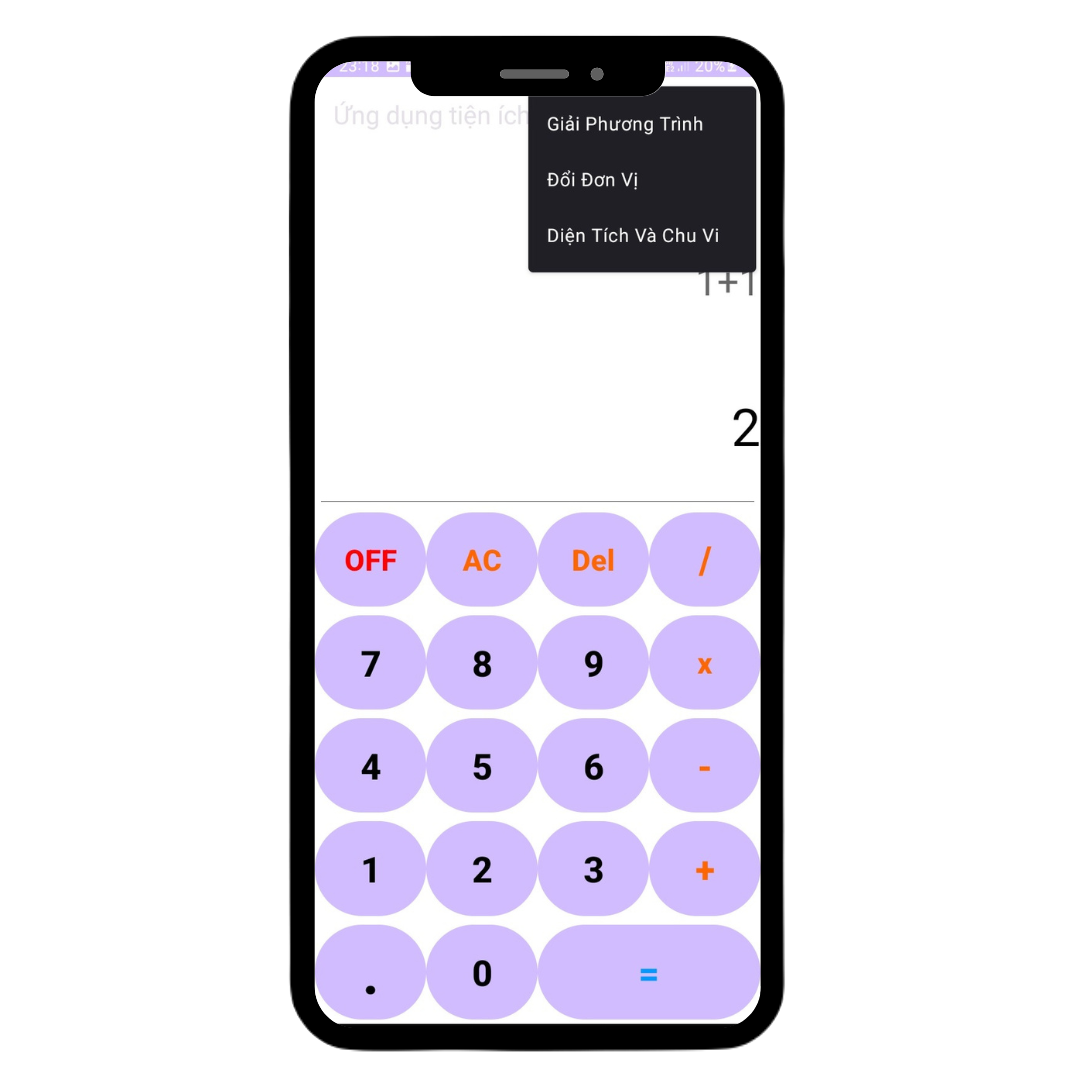 23:18 20%
Ứng dụng tiện ích
Giải Phương Trình
Đổi Đơn Vị
Diện Tích Và Chu Vi
1+1
2
OFF AC Del /
7 8 9 x
4 5 6 -
1 2 3 +
. 0 =